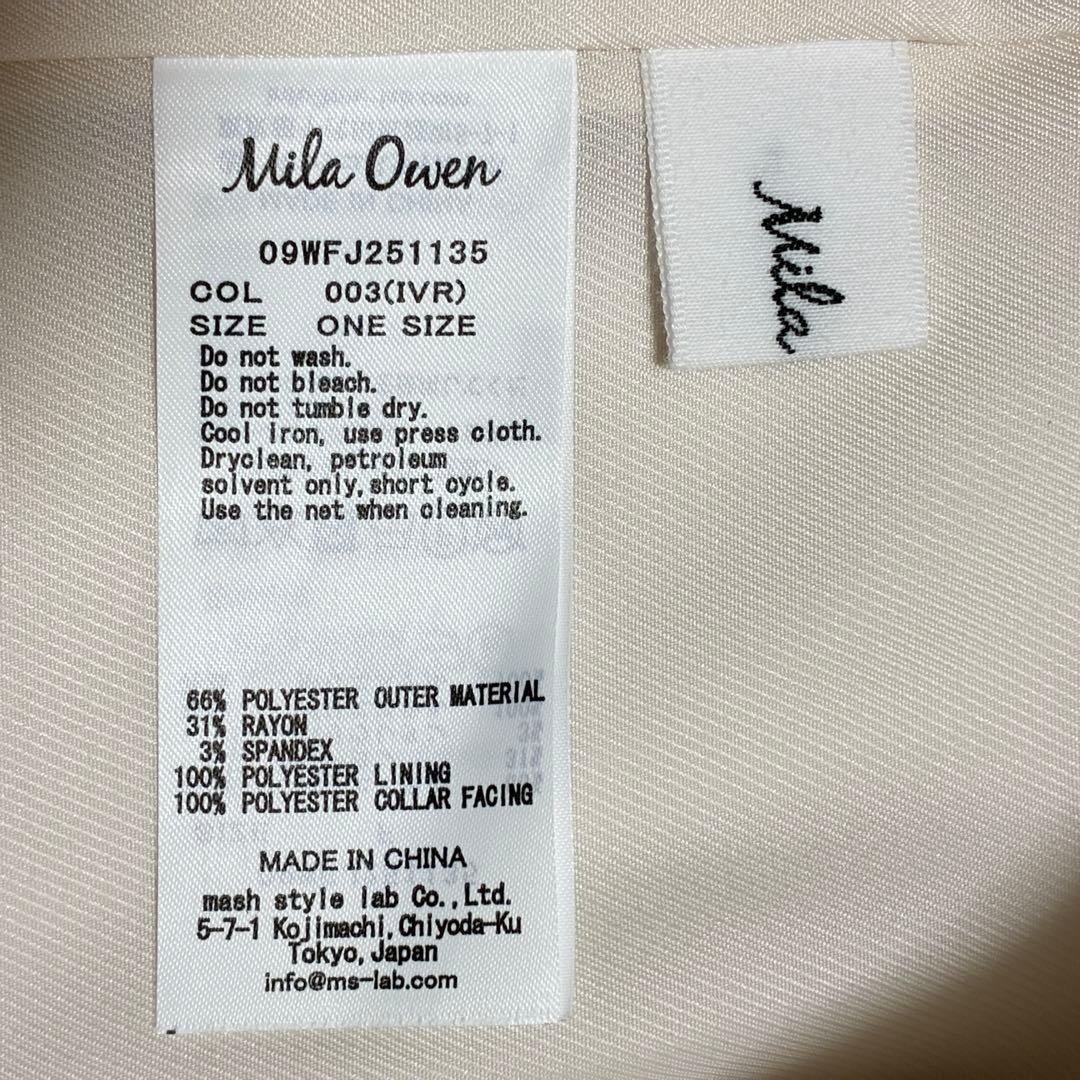 Mila Owen
09WFJ251135
COL 003(IVR)
SIZE ONE SIZE
Do not wash.
Do not bleach.
Do not tumble dry.
Cool iron, use press cloth.
Dryclean, petroleum
solvent only,short cycle.
Use the net when cleaning.
66% POLYESTER OUTER MATERIAL
31% RAYON
3% SPANDEX
100% POLYESTER LINING
100% POLYESTER COLLAR FACING
MADE IN CHINA
mash style lab Co.,Ltd.
5-7-1 Kojimachi,Chiyoda-Ku
Tokyo,Japan
info@ms-lab.com
Mila